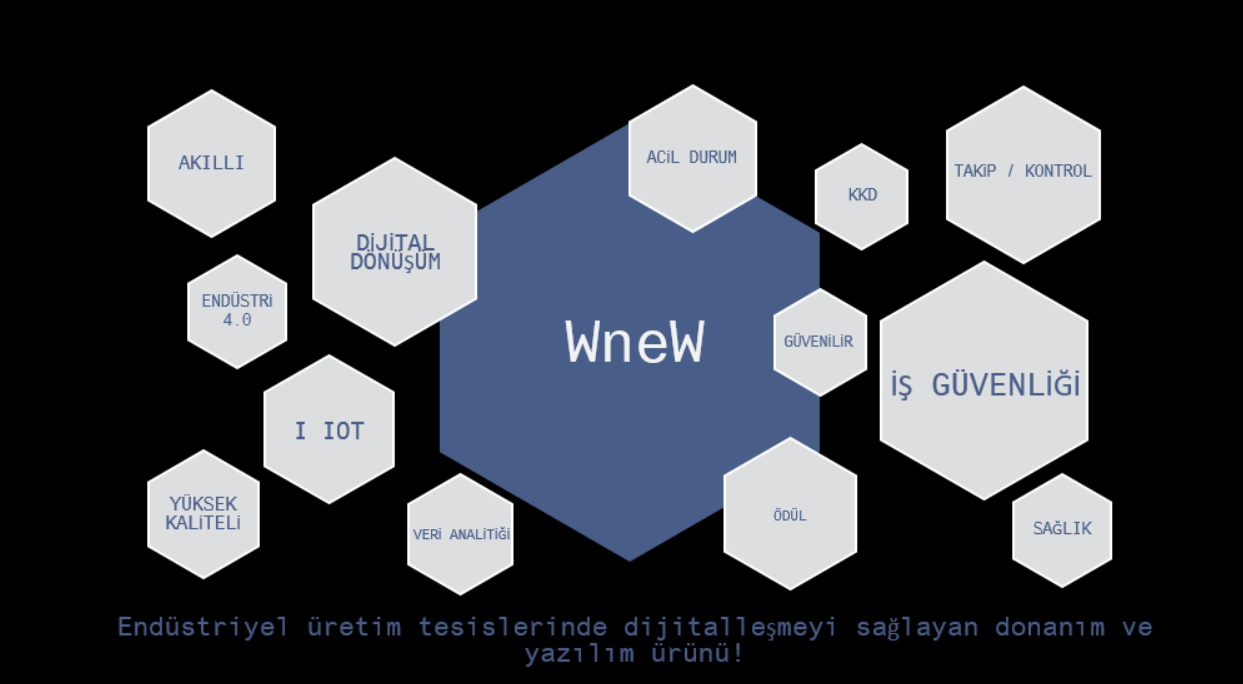 AKILLI
DİJİTAL
DÖNÜŞÜM
ENDÜSTRİ
4.0
I IOT
YÜKSEK
KALİTELİ
VERİ ANALİTİĞİ
WneW
ACİL DURUM
KKD
TAKİP / KONTROL
GÜVENİLİR
İŞ GÜVENLİĞİ
ÖDÜL
SAĞLIK
Endüstriyel üretim tesislerinde dijitalleşmeyi sağlayan donanım ve
yazılım ürünü!